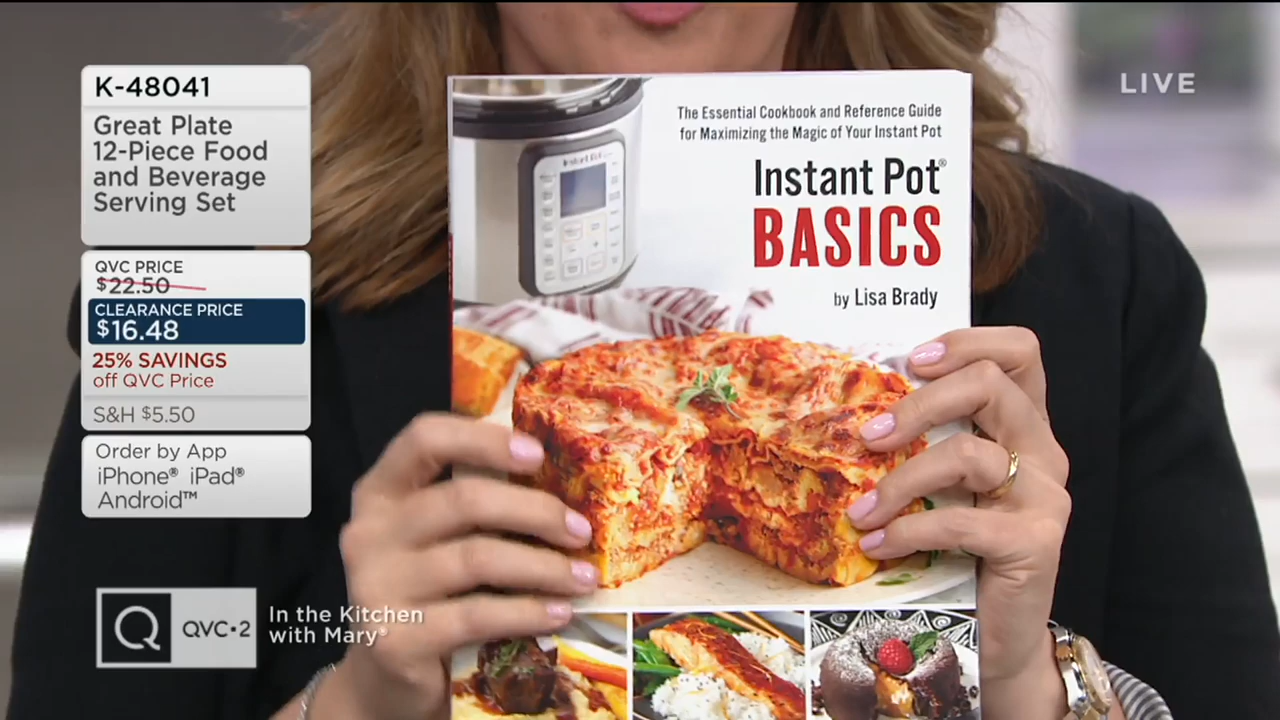 K-48041
Great Plate
12-Piece Food
and Beverage
Serving Set
QVC PRICE
$22.50
CLEARANCE PRICE
$16.48
25% SAVINGS
off QVC Price
S&H $5.50
Order by App
iPhone® iPad®
Android™
Q QVC•2
In the Kitchen
with Mary®
LIVE
The Essential Cookbook and Reference Guide
for Maximizing the Magic of Your Instant Pot
Instant Pot®
BASICS
by Lisa Brady
Instant Pot